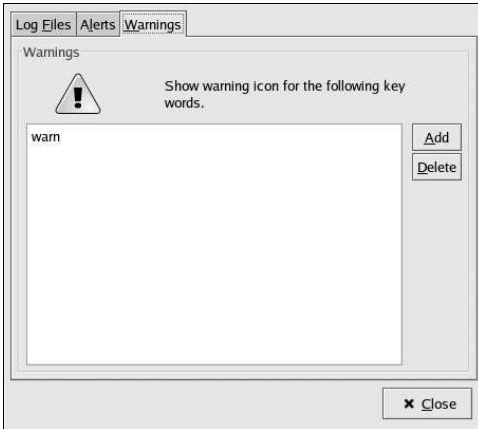 Log Files Alerts Warnings
Warnings
Show warning icon for the following key
words.
warn
Add
Delete
Close